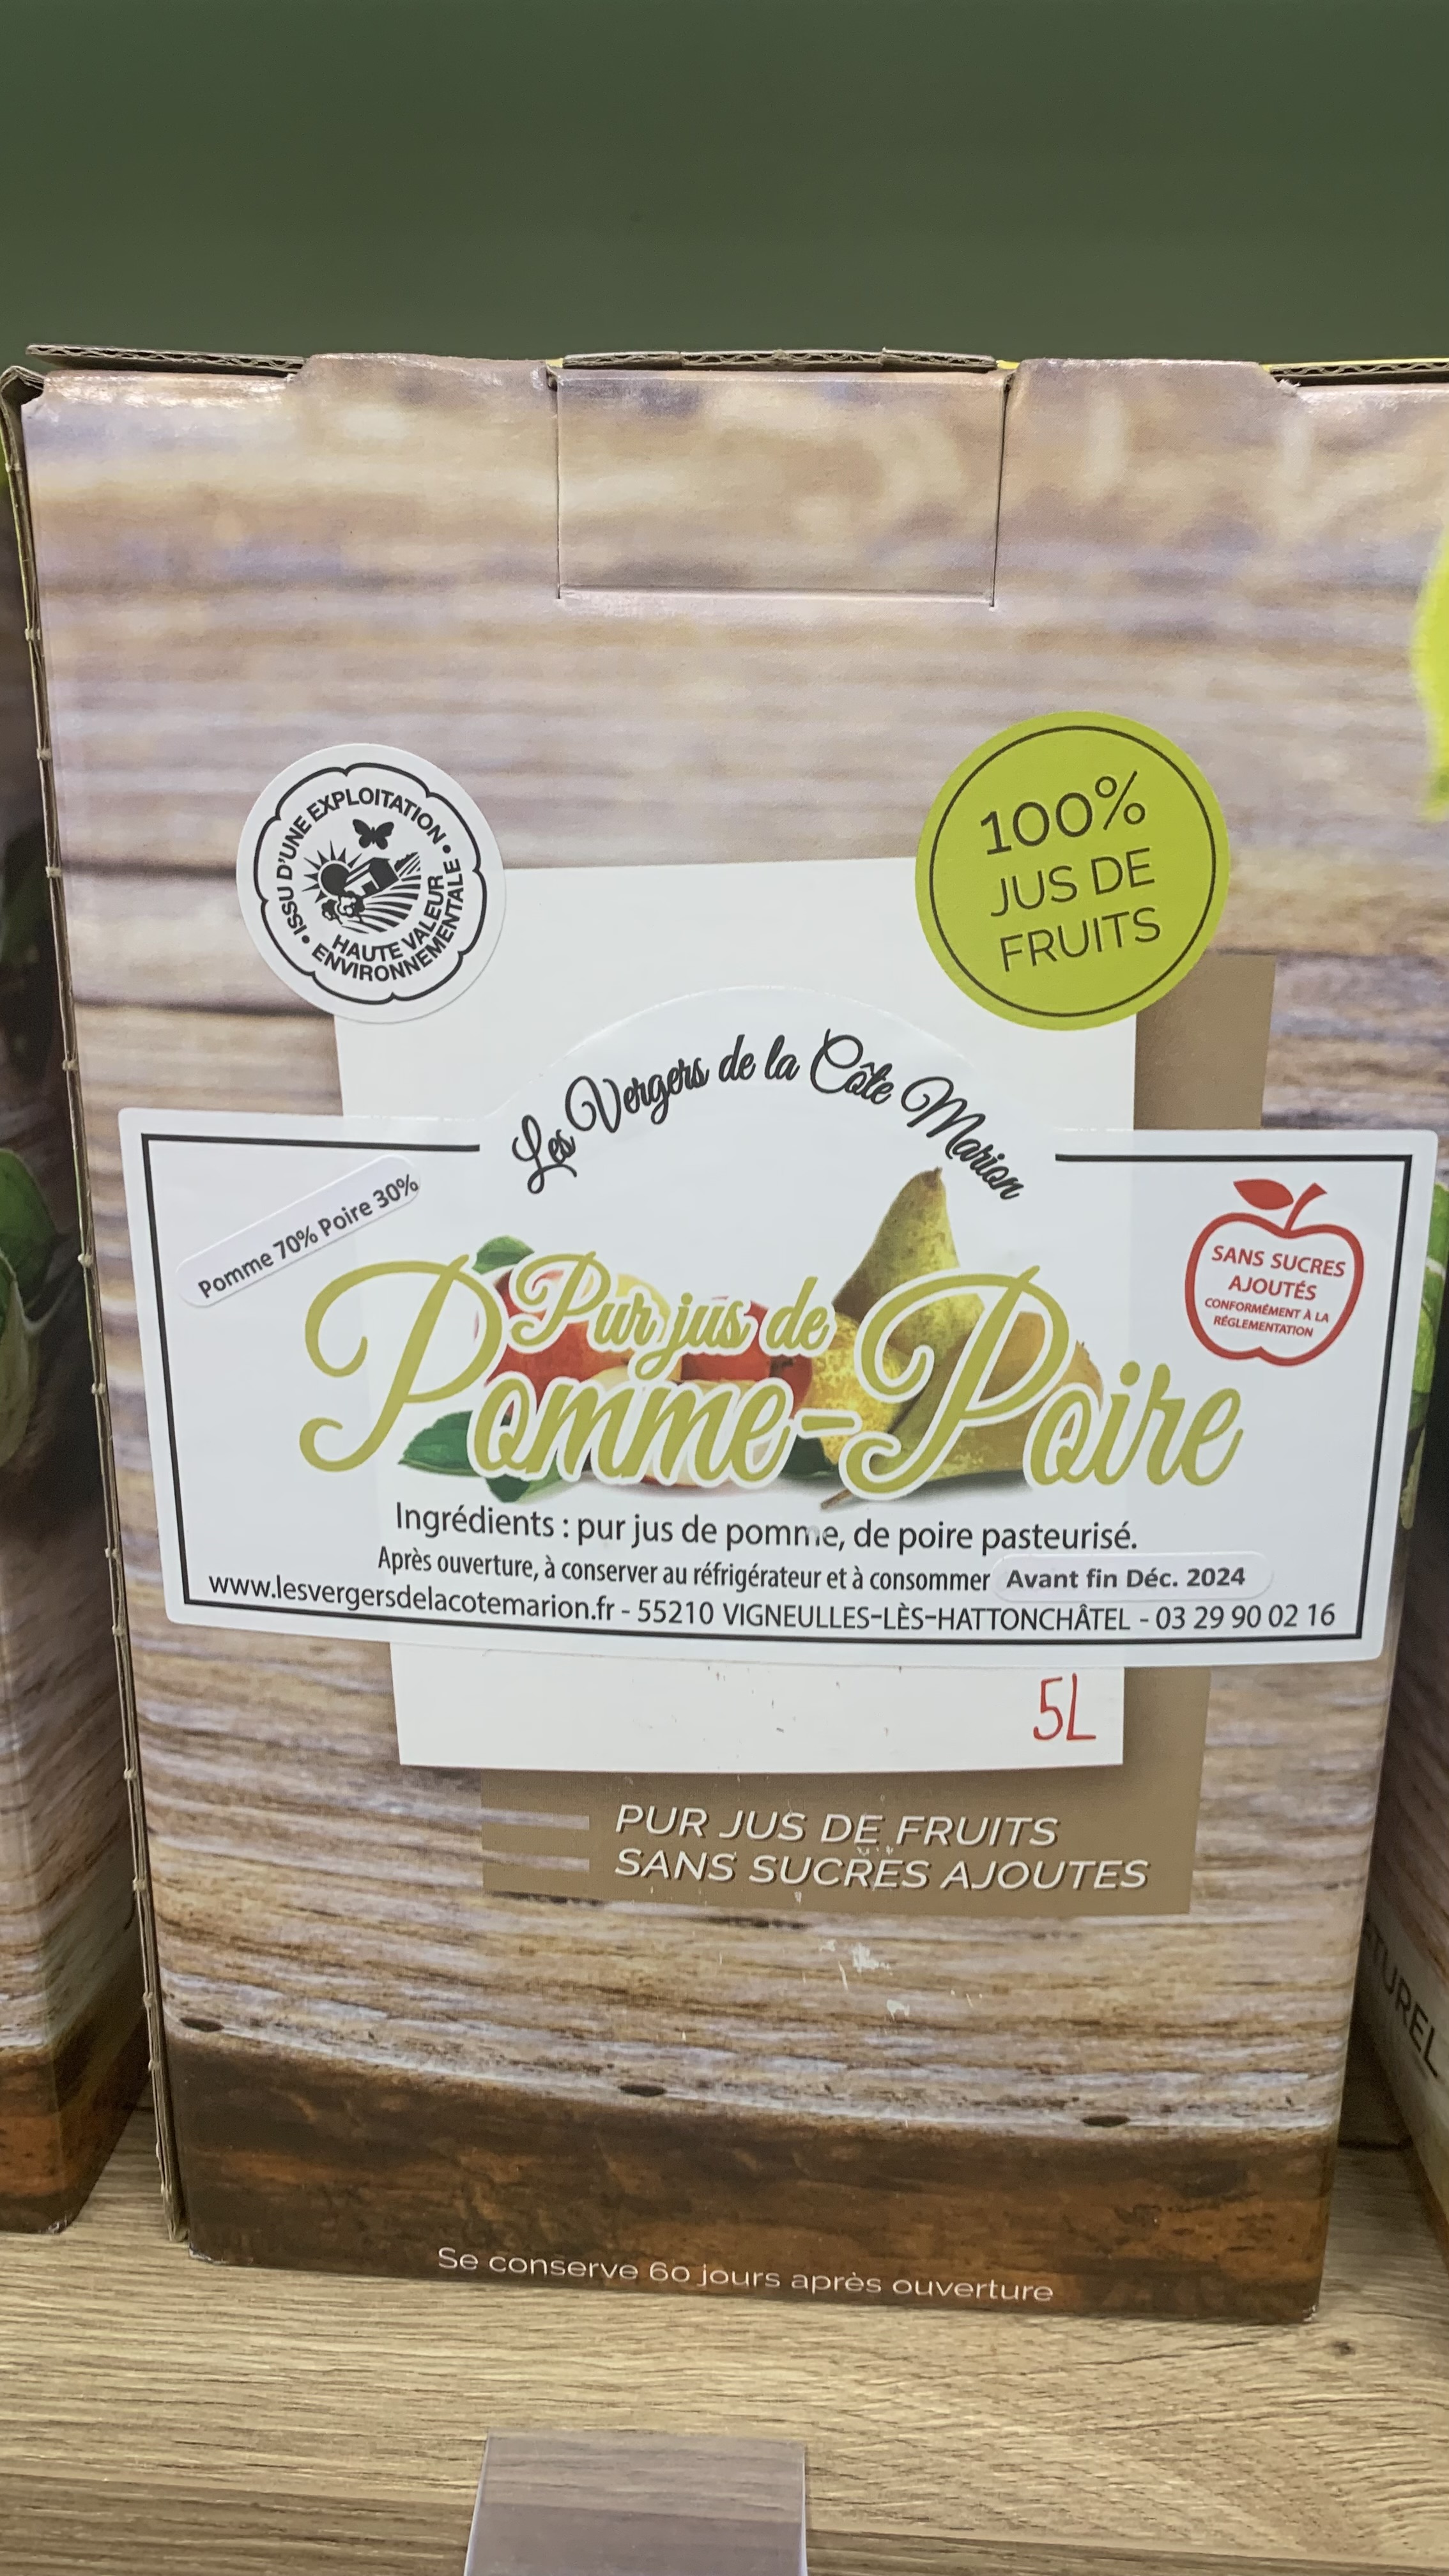 ISSU D'UNE EXPLOITATION
HAUTE VALEUR
ENVIRONNEMENTALE
100%
JUS DE
FRUITS
Les Vergers de la Côte Marion
Pomme 70% Poire 30%
SANS SUCRES
AJOUTÉS
CONFORMÉMENT À LA
RÉGLEMENTATION
Pur jus de
Pomme-Poire
Ingrédients : pur jus de pomme, de poire pasteurisé.
Après ouverture, à conserver au réfrigérateur et à consommer Avant fin Déc. 2024
www.lesvergersdelacotemarion.fr - 55210 VIGNEULLES-LÈS-HATTONCHÂTEL - 03 29 90 02 16
5L
PUR JUS DE FRUITS
SANS SUCRES AJOUTES
Se conserve 60 jours après ouverture